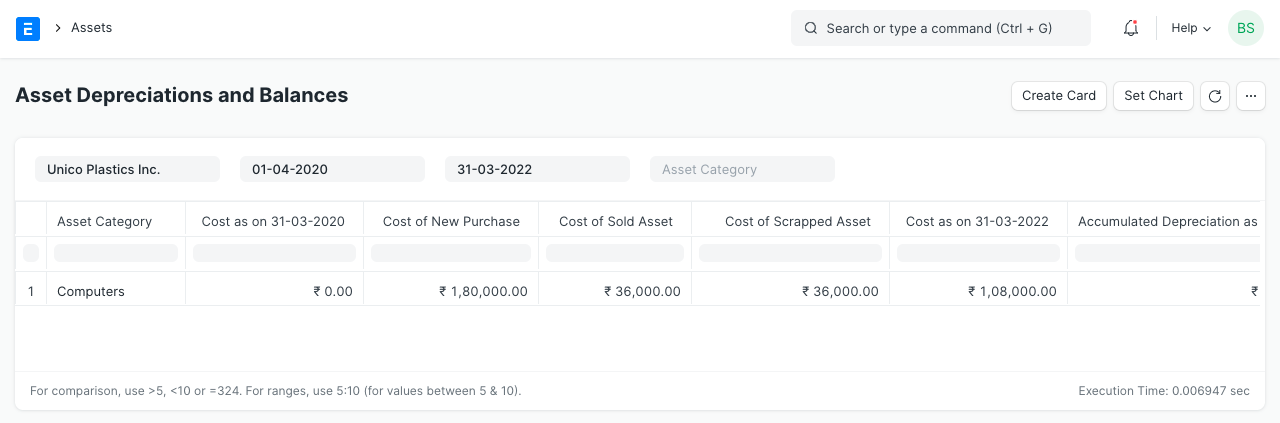 E > Assets Search or type a command (Ctrl + G) Help BS
Asset Depreciations and Balances Create Card Set Chart ...
Unico Plastics Inc. 01-04-2020 31-03-2022 Asset Category
Asset Category Cost as on 31-03-2020 Cost of New Purchase Cost of Sold Asset Cost of Scrapped Asset Cost as on 31-03-2022 Accumulated Depreciation as
1 Computers ₹ 0.00 ₹ 1,80,000.00 ₹ 36,000.00 ₹ 36,000.00 ₹ 1,08,000.00 ₹
For comparison, use >5, <10 or =324. For ranges, use 5:10 (for values between 5 & 10). Execution Time: 0.006947 sec